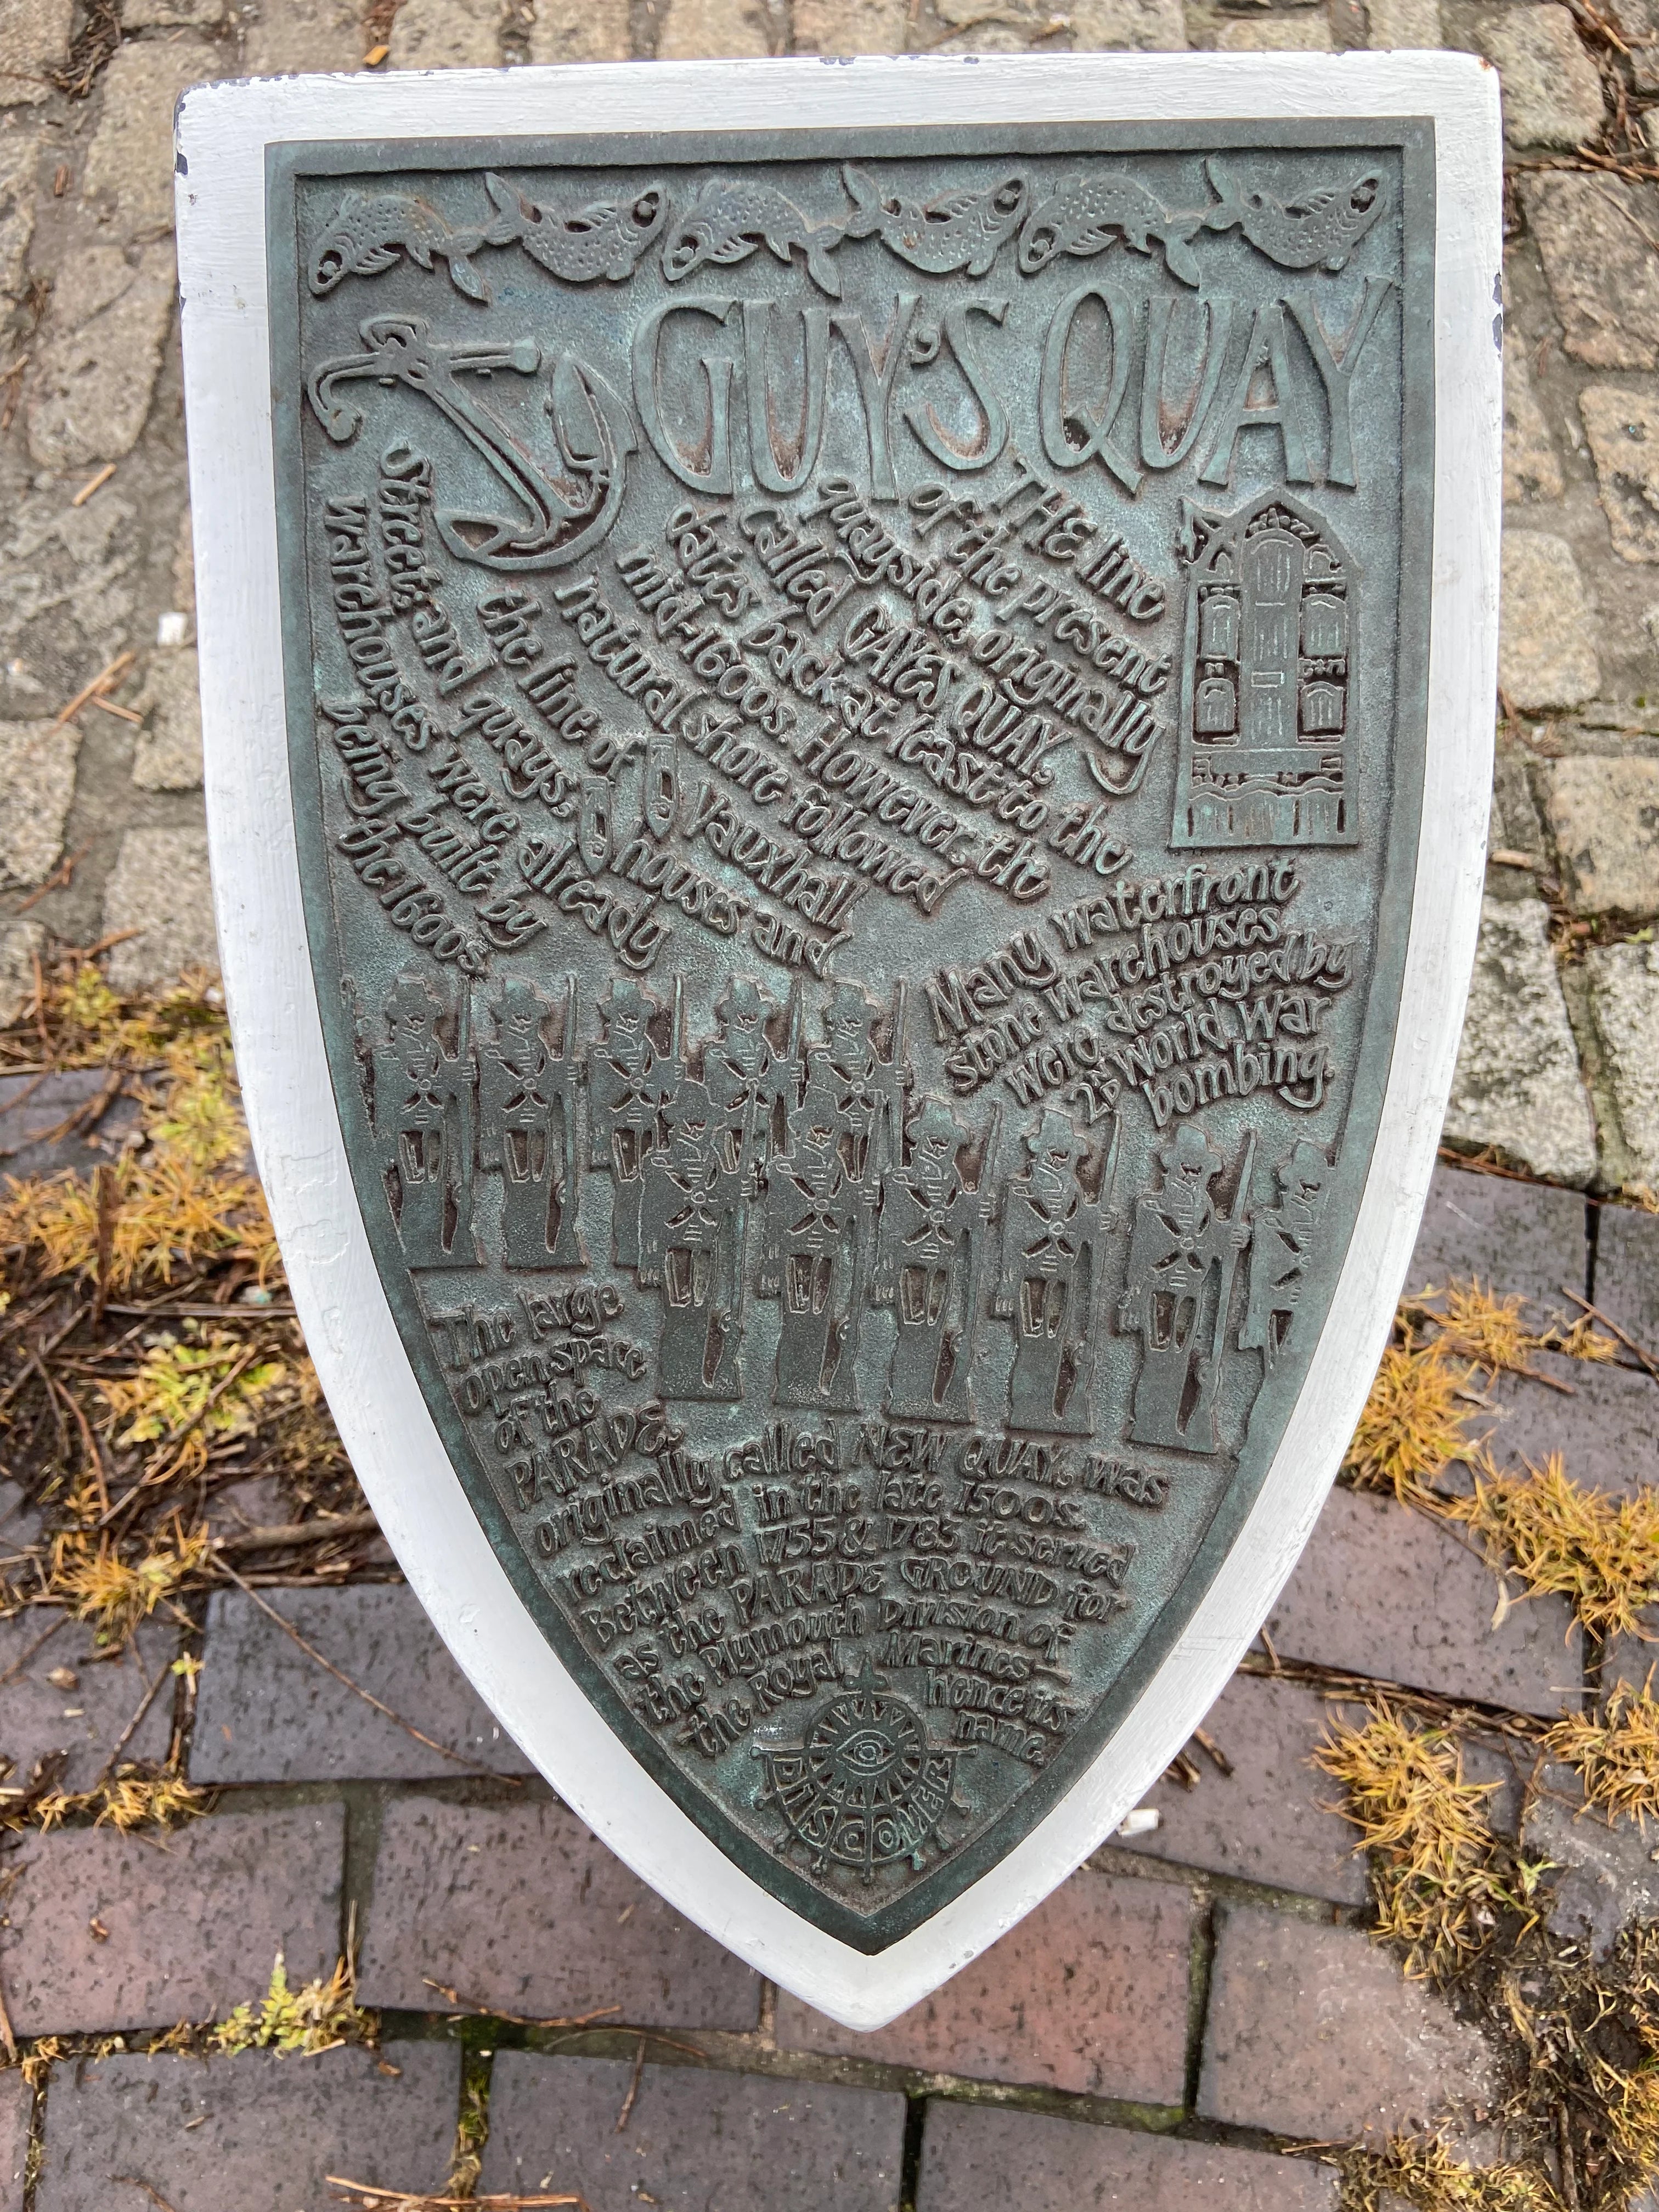 GUY'S QUAY
THE line
of the present
quayside, originally
called GAYES QUAY,
dates back at least to the
mid-1600s. However, the
natural shore followed
the line of Vauxhall
Street and quays, houses and
warehouses were already
being built by
the 1600s
Many waterfront
stone warehouses
were destroyed by
2ND World War
bombing.
The large
open space
of the
PARADE,
originally called NEW QUAY, was
reclaimed in the late 1500s.
Between 1755 & 1783 it served
as the PARADE GROUND for
the Plymouth Division of
the Royal Marines-
hence its
name.
DISCOVER